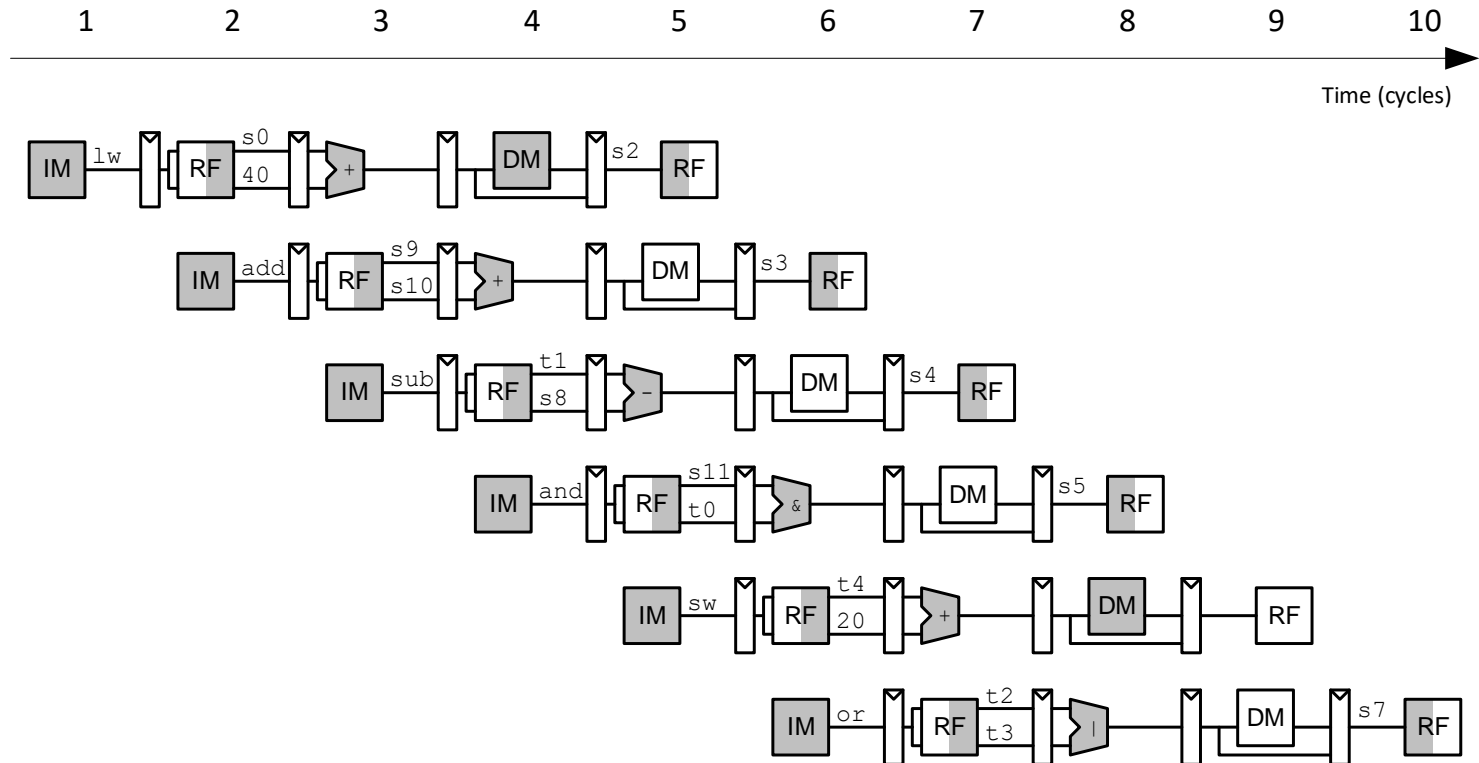 1 2 3 4 5 6 7 8 9 10
Time (cycles)
IM lw RF s0 40 + DM s2 RF
IM add RF s9 s10 + DM s3 RF
IM sub RF t1 s8 - DM s4 RF
IM and RF s11 t0 & DM s5 RF
IM sw RF t4 20 + DM RF
IM or RF t2 t3 | DM s7 RF